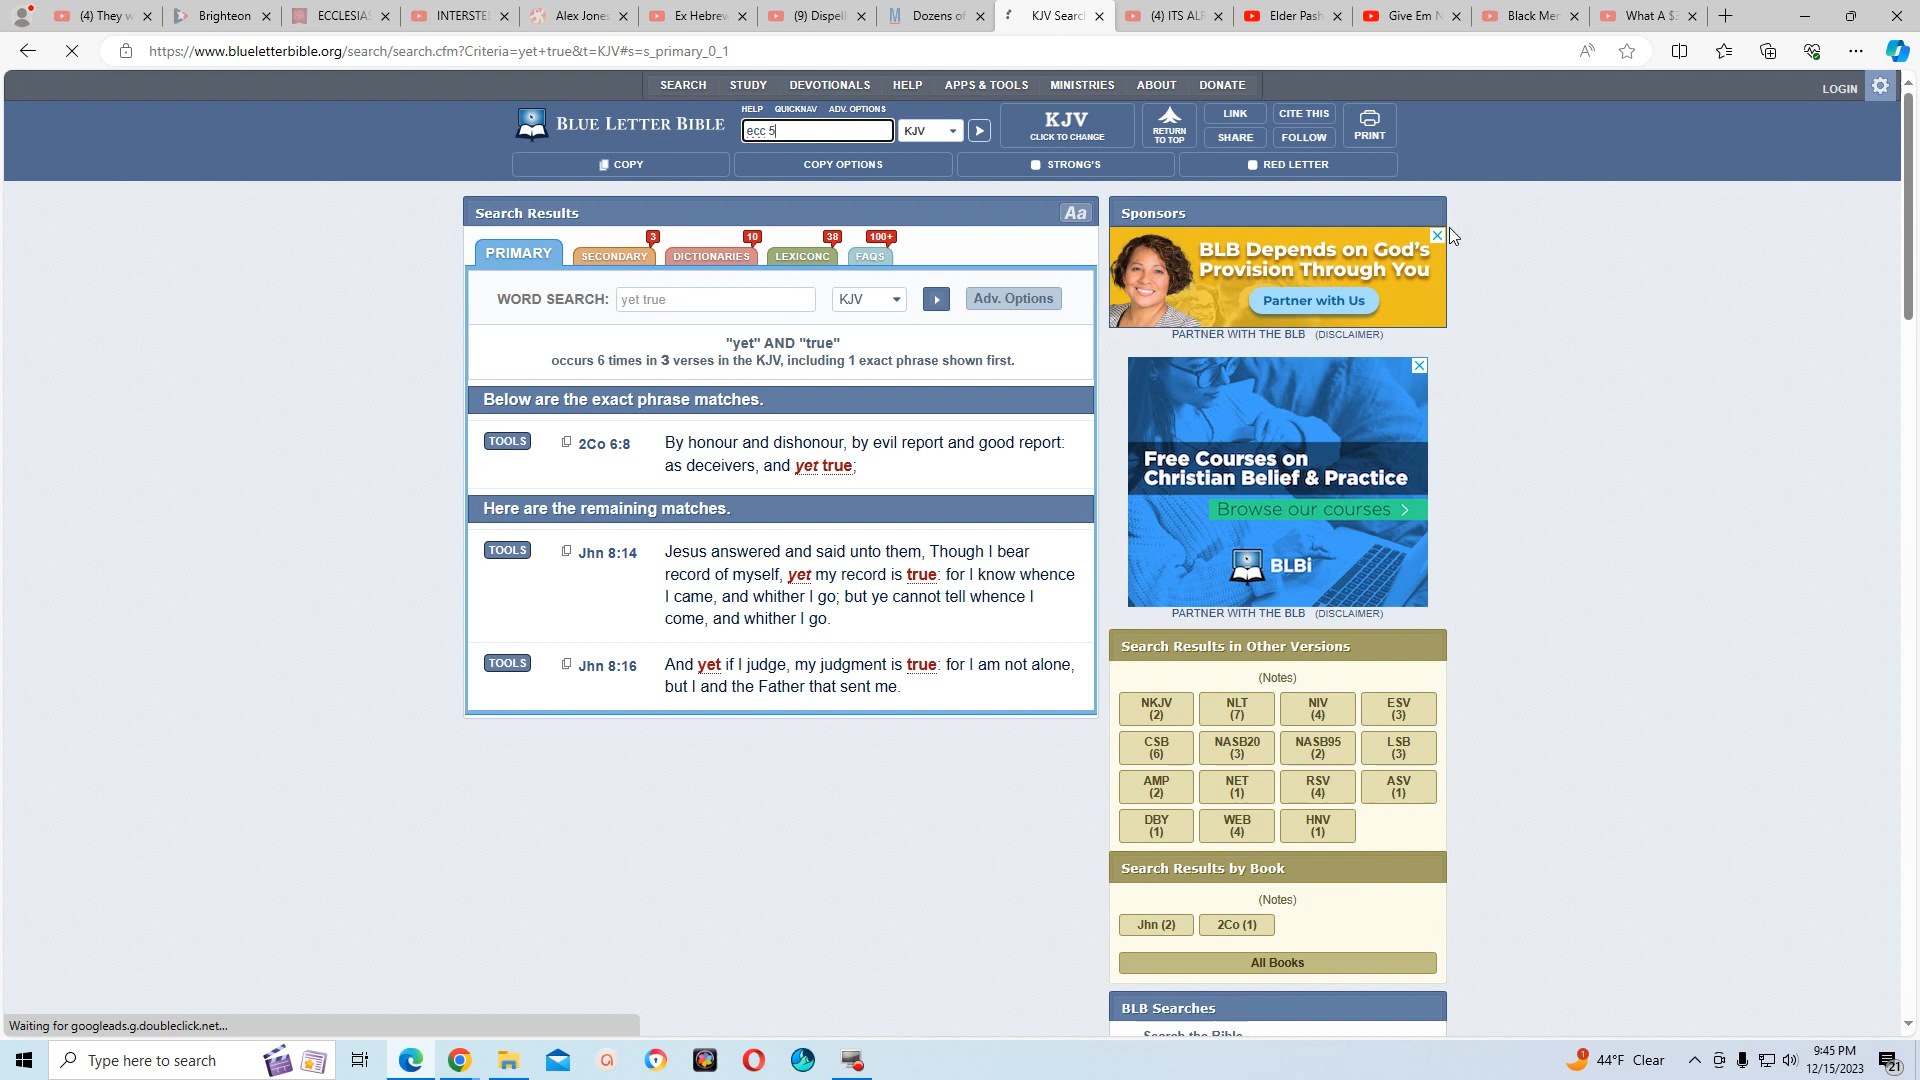 (4) They w
Brighteon
ECCLESIAS
INTERSTEL
Alex Jones
Ex Hebrew
(9) Dispell
Dozens of
KJV Searc
(4) ITS ALR
Elder Pash
Give Em N
Black Mer
What A $
https://www.blueletterbible.org/search/search.cfm?Criteria=yet+true&t=KJV#s=s_primary_0_1
SEARCH STUDY DEVOTIONALS HELP APPS & TOOLS MINISTRIES ABOUT DONATE
LOGIN
HELP QUICKNAV ADV. OPTIONS
BLUE LETTER BIBLE
ecc 5
KJV
KJV
CLICK TO CHANGE
RETURN
TO TOP
LINK
CITE THIS
SHARE
FOLLOW
PRINT
COPY
COPY OPTIONS
STRONG'S
RED LETTER
Search Results
Aa
PRIMARY
SECONDARY
3
DICTIONARIES
10
LEXICONC
38
FAQS
100+
WORD SEARCH:
yet true
KJV
Adv. Options
"yet" AND "true"
occurs 6 times in 3 verses in the KJV, including 1 exact phrase shown first.
Below are the exact phrase matches.
TOOLS
2Co 6:8
By honour and dishonour, by evil report and good report:
as deceivers, and yet true;
Here are the remaining matches.
TOOLS
Jhn 8:14
Jesus answered and said unto them, Though I bear
record of myself, yet my record is true: for I know whence
I came, and whither I go; but ye cannot tell whence I
come, and whither I go.
TOOLS
Jhn 8:16
And yet if I judge, my judgment is true: for I am not alone,
but I and the Father that sent me.
Sponsors
BLB Depends on God's
Provision Through You
Partner with Us
PARTNER WITH THE BLB (DISCLAIMER)
Free Courses on
Christian Belief & Practice
Browse our courses >
BLBi
PARTNER WITH THE BLB (DISCLAIMER)
Search Results in Other Versions
(Notes)
NKJV
(2)
NLT
(7)
NIV
(4)
ESV
(3)
CSB
(6)
NASB20
(3)
NASB95
(2)
LSB
(3)
AMP
(2)
NET
(1)
RSV
(4)
ASV
(1)
DBY
(1)
WEB
(4)
HNV
(1)
Search Results by Book
(Notes)
Jhn (2)
2Co (1)
All Books
BLB Searches
Search the Bible
Waiting for googleads.g.doubleclick.net...
Type here to search
1
44°F Clear
9:45 PM
12/15/2023
21